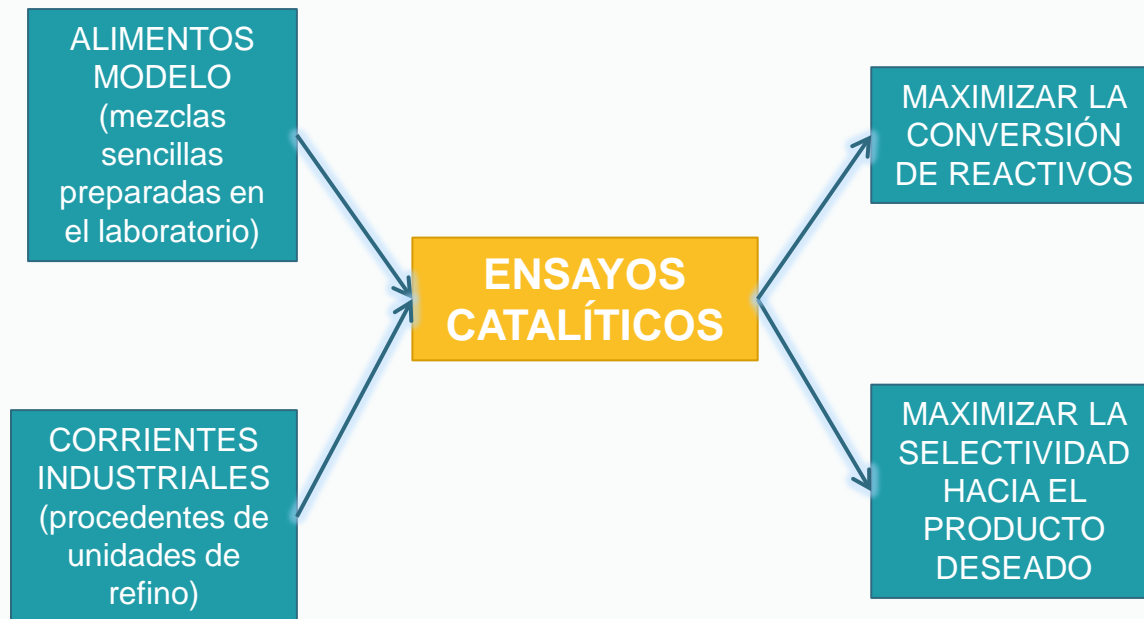 ALIMENTOS
MODELO
(mezclas
sencillas
preparadas en
el laboratorio)
CORRIENTES
INDUSTRIALES
(procedentes de
unidades de
refino)
ENSAYOS
CATALÍTICOS
MAXIMIZAR LA
CONVERSIÓN
DE REACTIVOS
MAXIMIZAR LA
SELECTIVIDAD
HACIA EL
PRODUCTO
DESEADO